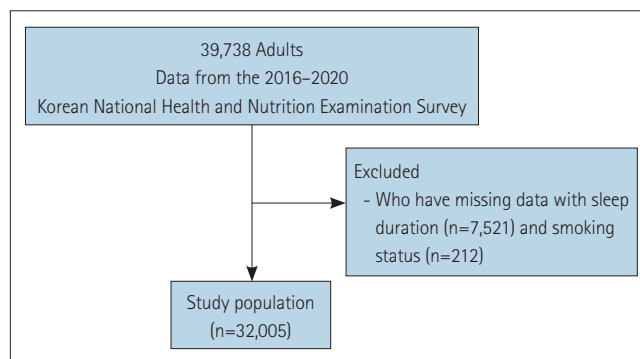 39,738 Adults
Data from the 2016–2020
Korean National Health and Nutrition Examination Survey
Excluded
- Who have missing data with sleep
duration (n=7,521) and smoking
status (n=212)
Study population
(n=32,005)